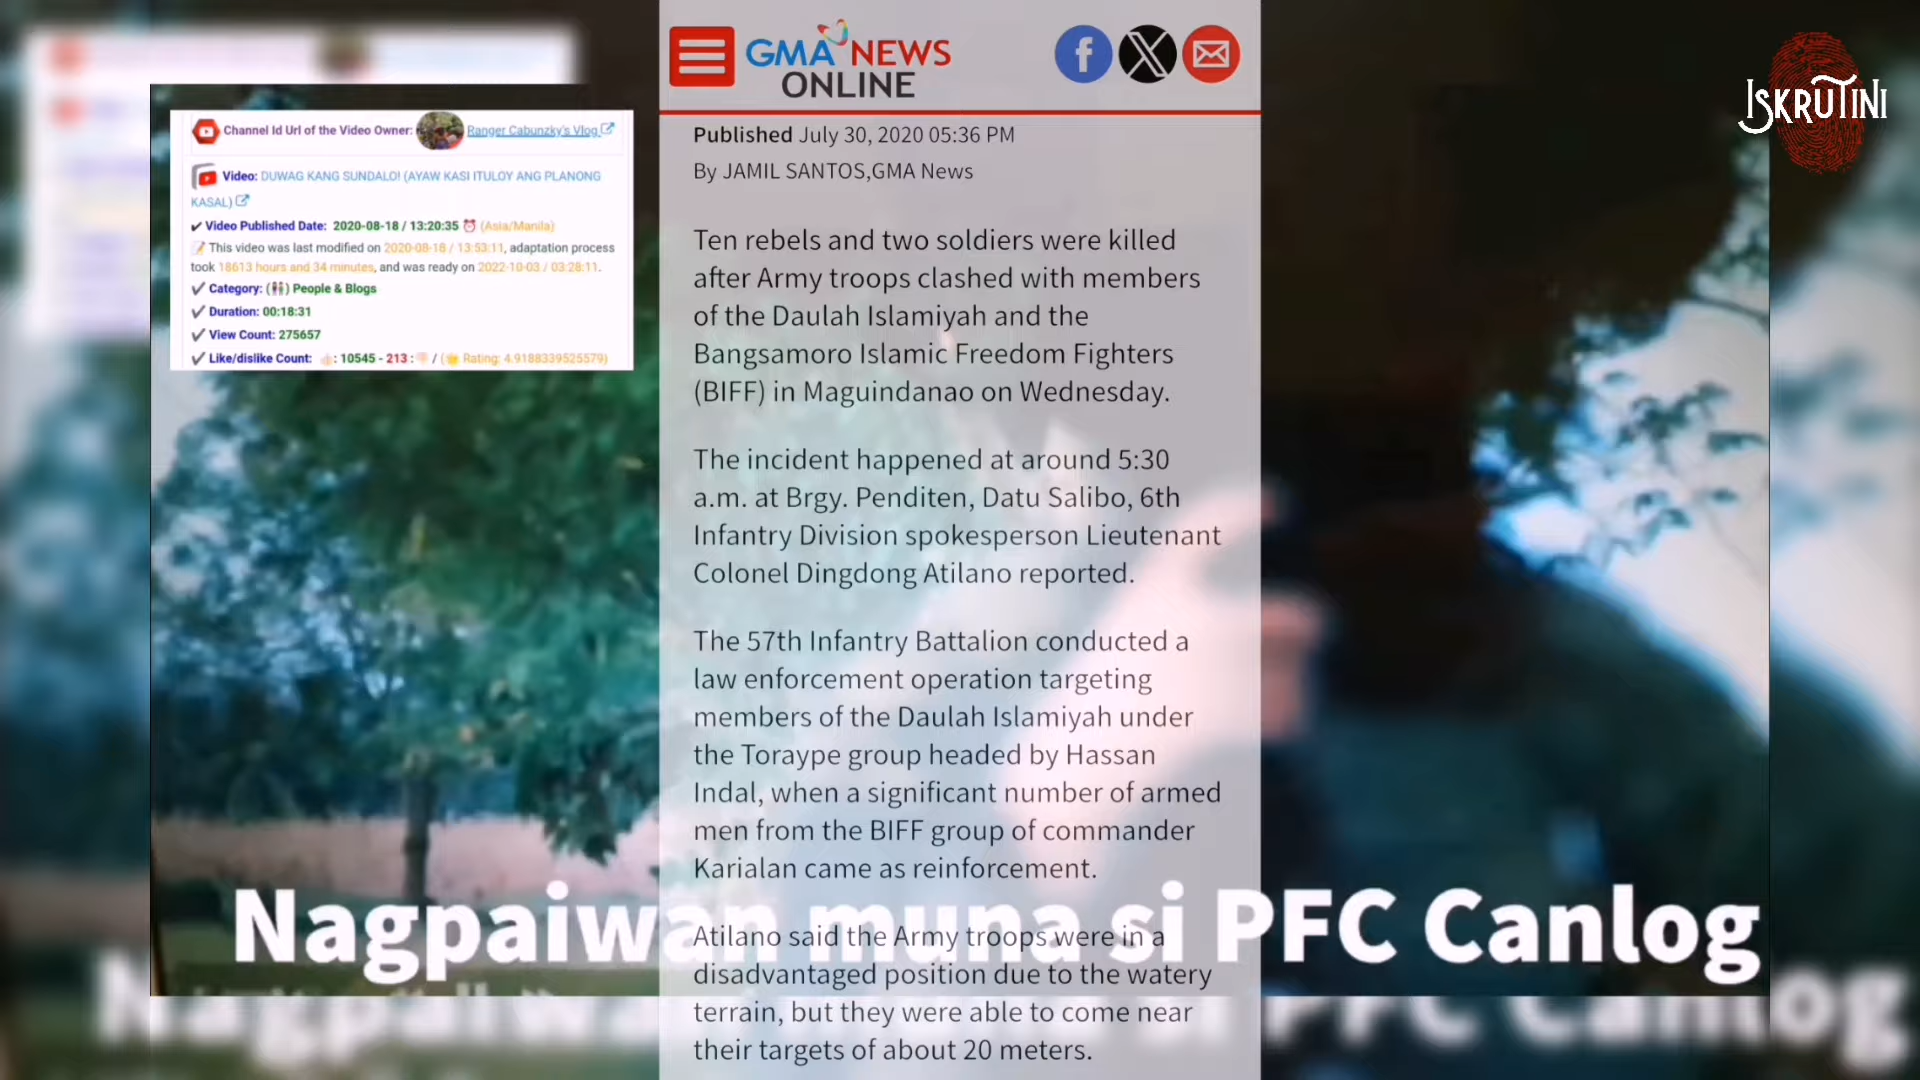 GMA NEWS
ONLINE
ISKRUTINI
Channel Id Url of the Video Owner: Ranger Cabunzky's Vlog
Video: DUWAG KANG SUNDALO! (AYAW KASI ITULOY ANG PLANONG
KASAL)
✔ Video Published Date: 2020-08-18 / 13:20:35 ⏰ (Asia/Manila)
📝 This video was last modified on 2020-08-18 / 13:53:11, adaptation process
took 18613 hours and 34 minutes, and was ready on 2022-10-03 / 03:28:11.
✔ Category: (👫) People & Blogs
✔ Duration: 00:18:31
✔ View Count: 275657
✔ Like/dislike Count: 👍: 10545 - 213 :👎 / (⭐ Rating: 4.9188339525579)
Published July 30, 2020 05:36 PM
By JAMIL SANTOS,GMA News
Ten rebels and two soldiers were killed
after Army troops clashed with members
of the Daulah Islamiyah and the
Bangsamoro Islamic Freedom Fighters
(BIFF) in Maguindanao on Wednesday.
The incident happened at around 5:30
a.m. at Brgy. Penditen, Datu Salibo, 6th
Infantry Division spokesperson Lieutenant
Colonel Dingdong Atilano reported.
The 57th Infantry Battalion conducted a
law enforcement operation targeting
members of the Daulah Islamiyah under
the Toraype group headed by Hassan
Indal, when a significant number of armed
men from the BIFF group of commander
Karialan came as reinforcement.
Atilano said the Army troops were in a
disadvantaged position due to the watery
terrain, but they were able to come near
their targets of about 20 meters.
Nagpaiwan muna si PFC Canlog